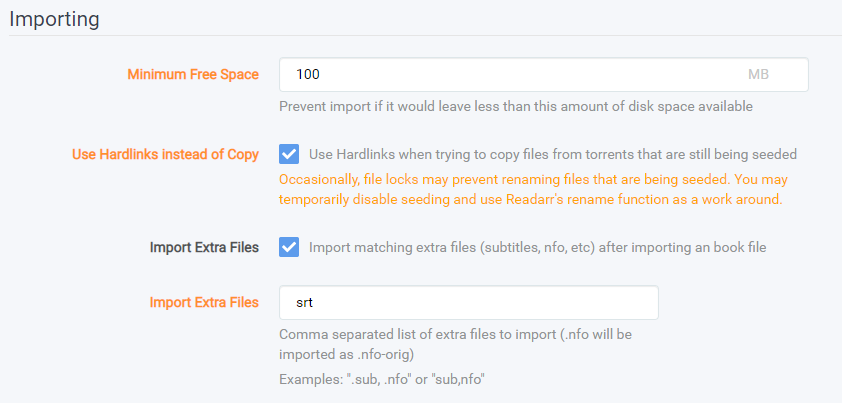 Importing
Minimum Free Space
100
MB
Prevent import if it would leave less than this amount of disk space available
Use Hardlinks instead of Copy
Use Hardlinks when trying to copy files from torrents that are still being seeded
Occasionally, file locks may prevent renaming files that are being seeded. You may
temporarily disable seeding and use Readarr's rename function as a work around.
Import Extra Files
Import matching extra files (subtitles, nfo, etc) after importing an book file
Import Extra Files
srt
Comma separated list of extra files to import (.nfo will be
imported as .nfo-orig)
Examples: ".sub, .nfo" or "sub,nfo"